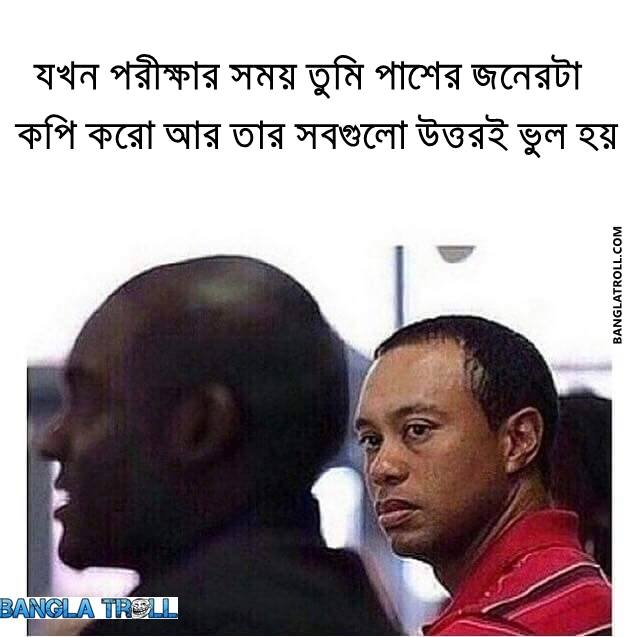 যখন পরীক্ষার সময় তুমি পাশের জনেরটা
কপি করো আর তার সবগুলো উত্তরই ভুল হয়
BANGLATROLL.COM
BANGLA TROLL